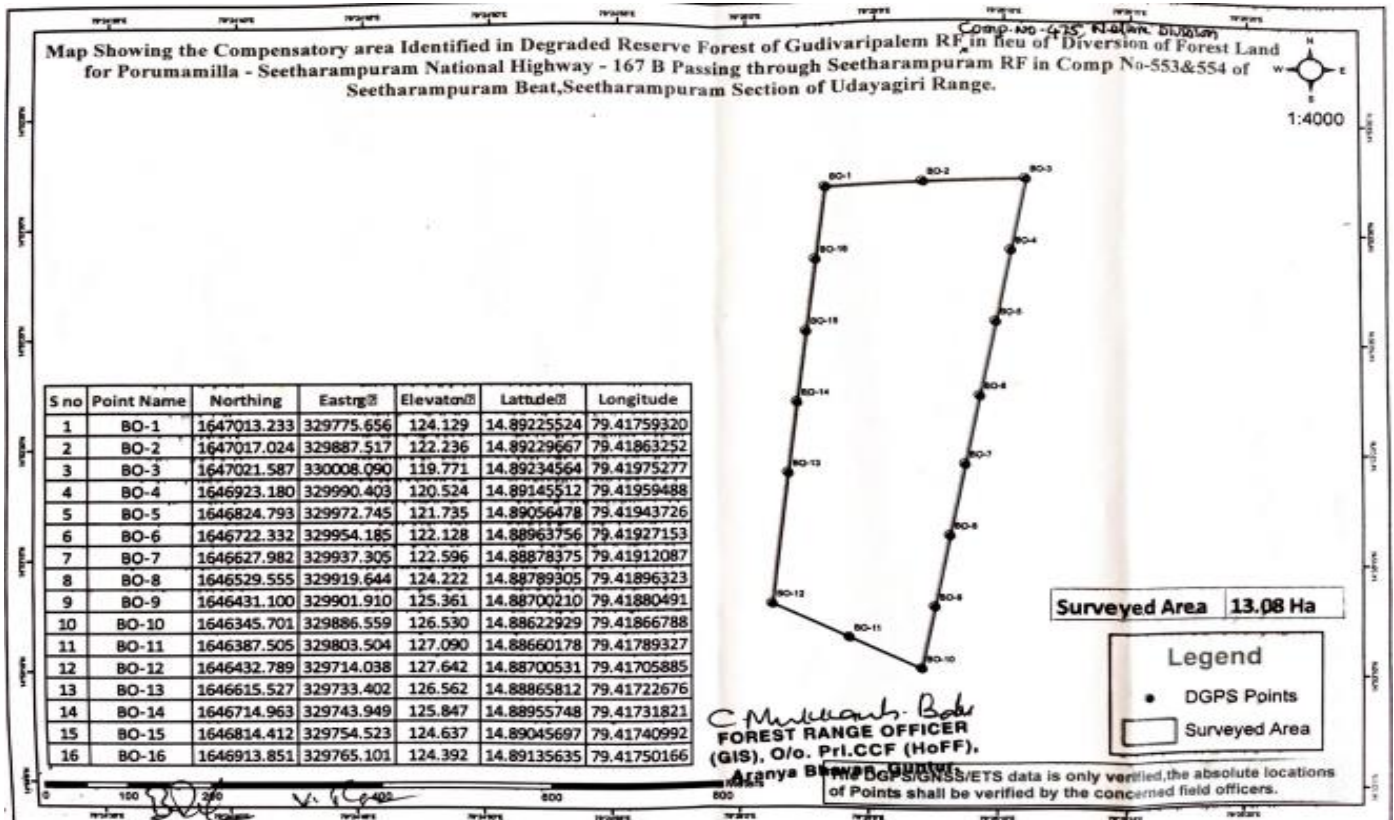 Comp.No-475, Nellore Division
Map Showing the Compensatory area Identified in Degraded Reserve Forest of Gudivaripalem RF in lieu of Diversion of Forest Land
for Porumamilla - Seetharampuram National Highway - 167 B Passing through Seetharampuram RF in Comp No-553&554 of
Seetharampuram Beat,Seetharampuram Section of Udayagiri Range.
N
W E
S
1:4000
BO-1 BO-2 BO-3
BO-16 BO-4
BO-15 BO-5
BO-14 BO-6
BO-13 BO-7
BO-8
BO-12 BO-9
BO-11
BO-10
S no Point Name Northing Eastrg Elevaton Lattude Longitude
1 BO-1 1647013.233 329775.656 124.129 14.89225524 79.41759320
2 BO-2 1647017.024 329887.517 122.236 14.89229667 79.41863252
3 BO-3 1647021.587 330008.090 119.771 14.89234564 79.41975277
4 BO-4 1646923.180 329990.403 120.524 14.89145512 79.41959488
5 BO-5 1646824.793 329972.745 121.735 14.89056478 79.41943726
6 BO-6 1646722.332 329954.185 122.128 14.88963756 79.41927153
7 BO-7 1646627.982 329937.305 122.596 14.88878375 79.41912087
8 BO-8 1646529.555 329919.644 124.222 14.88789305 79.41896323
9 BO-9 1646431.100 329901.910 125.361 14.88700210 79.41880491
10 BO-10 1646345.701 329886.559 126.530 14.88622929 79.41866788
11 BO-11 1646387.505 329803.504 127.090 14.88660178 79.41789327
12 BO-12 1646432.789 329714.038 127.642 14.88700531 79.41705885
13 BO-13 1646615.527 329733.402 126.562 14.88865812 79.41722676
14 BO-14 1646714.963 329743.949 125.847 14.88955748 79.41731821
15 BO-15 1646814.412 329754.523 124.637 14.89045697 79.41740992
16 BO-16 1646913.851 329765.101 124.392 14.89135635 79.41750166
Surveyed Area 13.08 Ha
Legend
DGPS Points
Surveyed Area
FOREST RANGE OFFICER
(GIS), O/o. Prl.CCF (HoFF),
Aranya Bhavan, Guntur.
The DGPS/GNSS/ETS data is only verified,the absolute locations
of Points shall be verified by the concerned field officers.
0 100 200 400 600 800